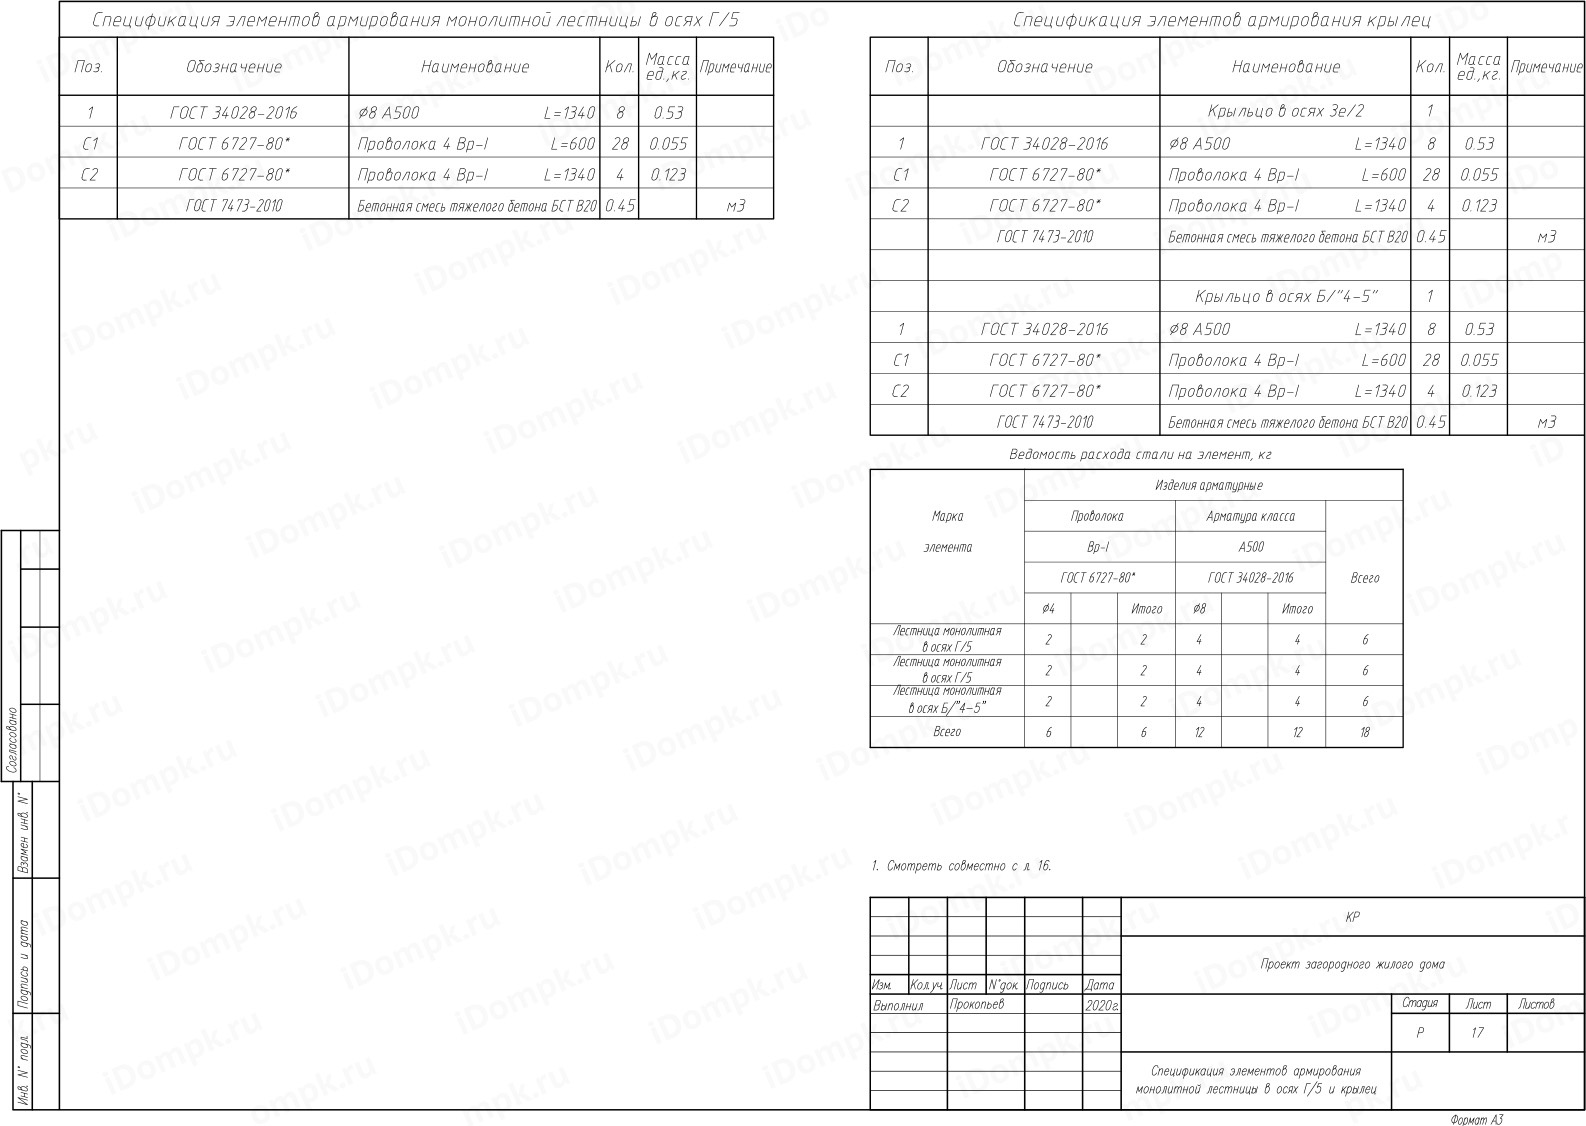 Спецификация элементов армирования монолитной лестницы в осях Г/5
Поз. Обозначение Наименование Кол. Масса ед.,кг. Примечание
1 ГОСТ 34028-2016 ⌀8 А500 L=1340 8 0.53
С1 ГОСТ 6727-80* Проволока 4 Вр-I L=600 28 0.055
С2 ГОСТ 6727-80* Проволока 4 Вр-I L=1340 4 0.123
ГОСТ 7473-2010 Бетонная смесь тяжелого бетона БСТ В20 0.45 м3
Спецификация элементов армирования крылец
Поз. Обозначение Наименование Кол. Масса ед.,кг. Примечание
Крыльцо в осях 3е/2 1
1 ГОСТ 34028-2016 ⌀8 А500 L=1340 8 0.53
С1 ГОСТ 6727-80* Проволока 4 Вр-I L=600 28 0.055
С2 ГОСТ 6727-80* Проволока 4 Вр-I L=1340 4 0.123
ГОСТ 7473-2010 Бетонная смесь тяжелого бетона БСТ В20 0.45 м3
Крыльцо в осях Б/"4-5" 1
1 ГОСТ 34028-2016 ⌀8 А500 L=1340 8 0.53
С1 ГОСТ 6727-80* Проволока 4 Вр-I L=600 28 0.055
С2 ГОСТ 6727-80* Проволока 4 Вр-I L=1340 4 0.123
ГОСТ 7473-2010 Бетонная смесь тяжелого бетона БСТ В20 0.45 м3
Ведомость расхода стали на элемент, кг
Марка элемента
Изделия арматурные
Проволока Арматура класса
Вр-I А500
ГОСТ 6727-80* ГОСТ 34028-2016 Всего
⌀4 Итого ⌀8 Итого
Лестница монолитная
в осях Г/5 2 2 4 4 6
Лестница монолитная
в осях Г/5 2 2 4 4 6
Лестница монолитная
в осях Б/"4-5" 2 2 4 4 6
Всего 6 6 12 12 18
1. Смотреть совместно с л. 16.
Согласовано
Взамен инв. N°
Подпись и дата
Инв. N° подл.
КР
Проект загородного жилого дома
Изм. Кол.уч. Лист N°док. Подпись Дата
Выполнил Прокопьев 2020г.
Стадия Лист Листов
Р 17
Спецификация элементов армирования
монолитной лестницы в осях Г/5 и крылец
Формат А3
iDompk.ru